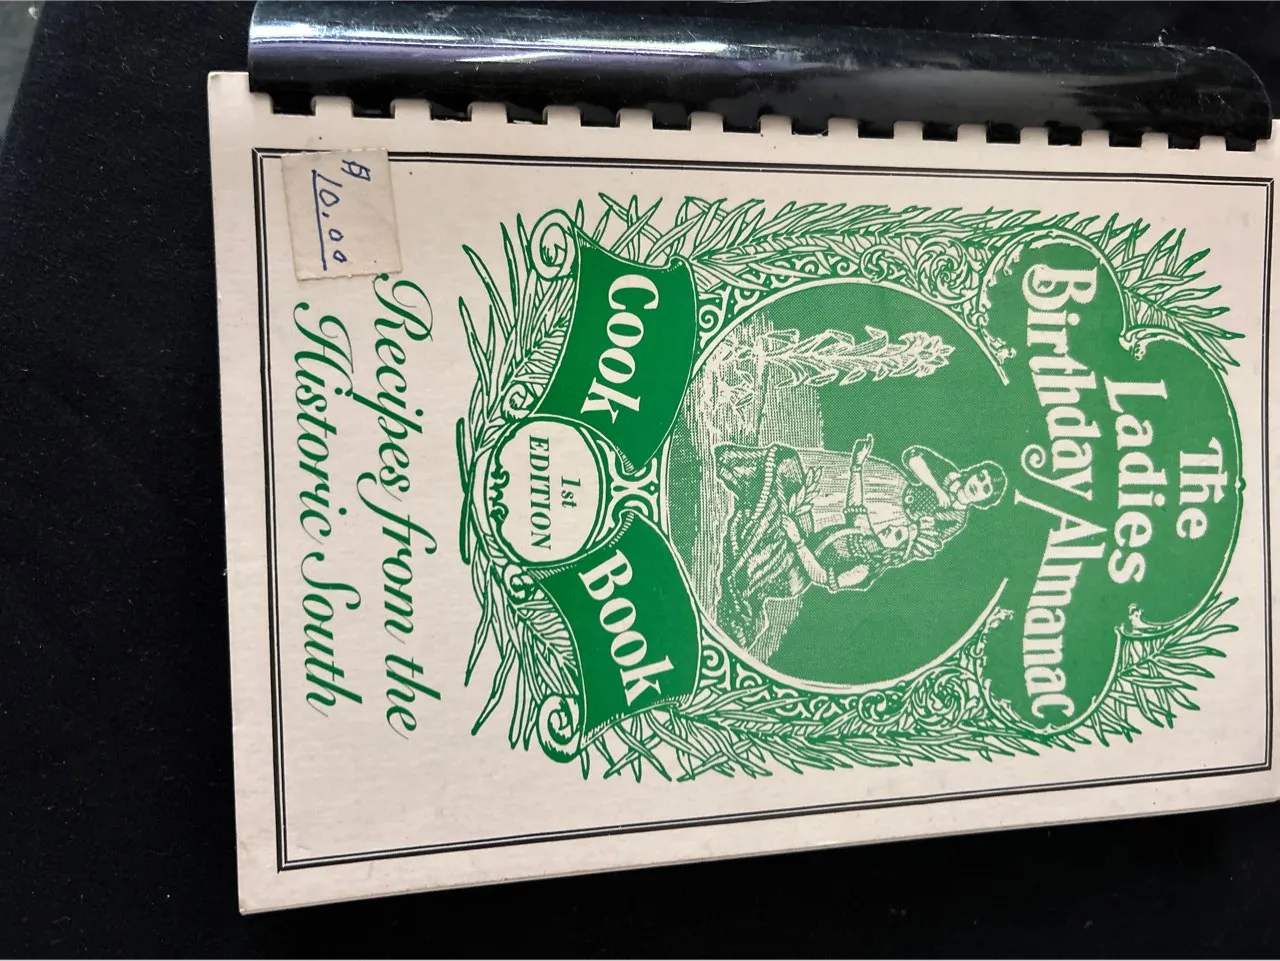 The
Ladies
Birthday Almanac
Cook Book
1st
EDITION
Recipes from the
Historic South
$10.00